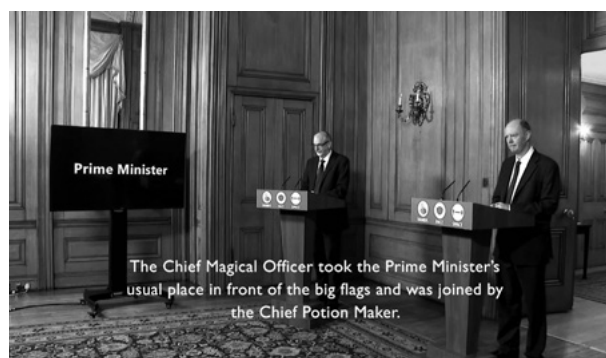 Prime Minister
The Chief Magical Officer took the Prime Minister's
usual place in front of the big flags and was joined by
the Chief Potion Maker.